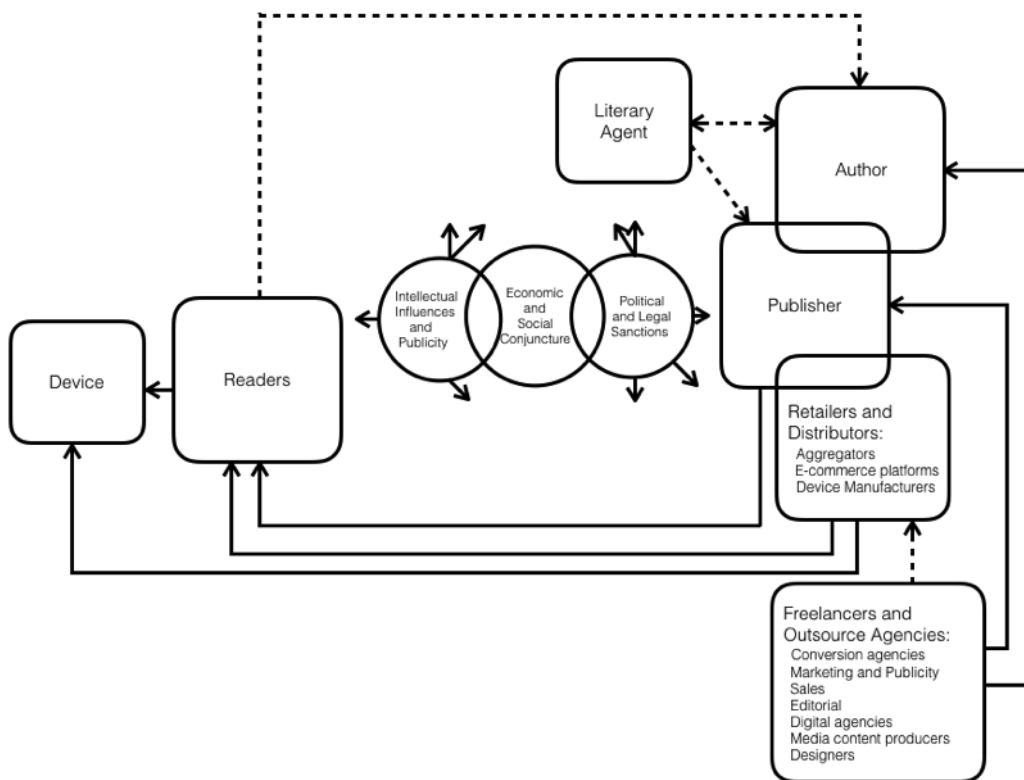 Literary
Agent
Author
Intellectual
Influences
and
Publicity
Economic
and
Social
Conjuncture
Political
and Legal
Sanctions
Publisher
Device
Readers
Retailers and
Distributors:
Aggregators
E-commerce platforms
Device Manufacturers
Freelancers and
Outsource Agencies:
Conversion agencies
Marketing and Publicity
Sales
Editorial
Digital agencies
Media content producers
Designers